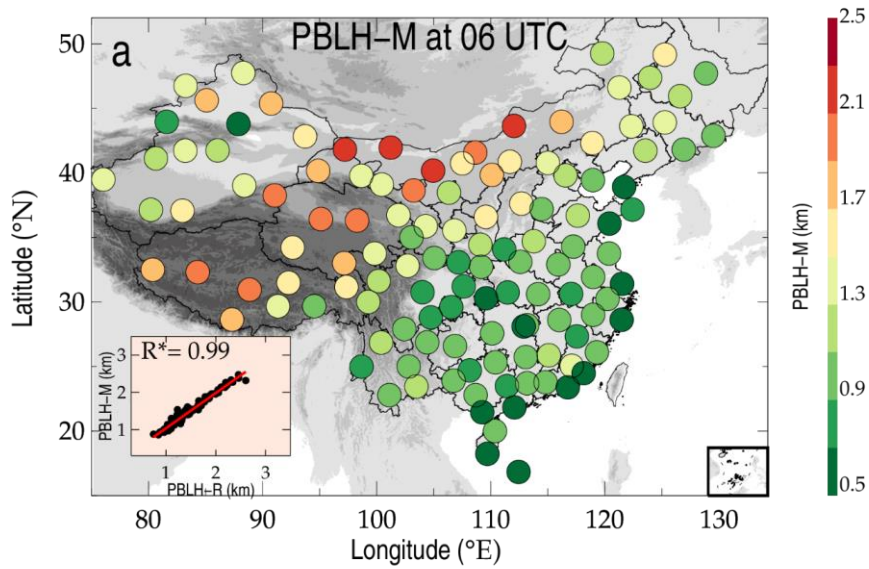 a
PBLH–M at 06 UTC
50
40
30
20
Latitude (°N)
80
90
100
110
120
130
Longitude (°E)
R*= 0.99
3
2
1
PBLH–M (km)
1
2
3
PBLH–R (km)
2.5
2.1
1.7
1.3
0.9
0.5
PBLH–M (km)